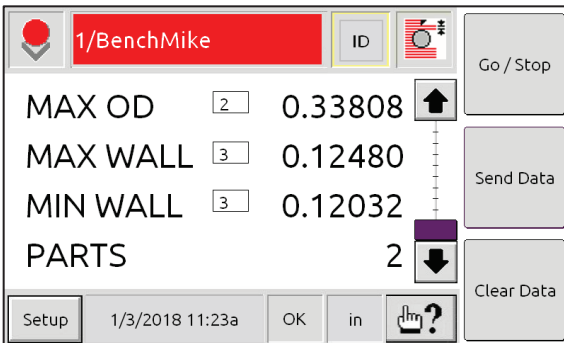 1/BenchMike
ID
Go / Stop
MAX OD 2 0.33808
MAX WALL 3 0.12480
MIN WALL 3 0.12032
PARTS 2
Send Data
Clear Data
Setup 1/3/2018 11:23a OK in ?